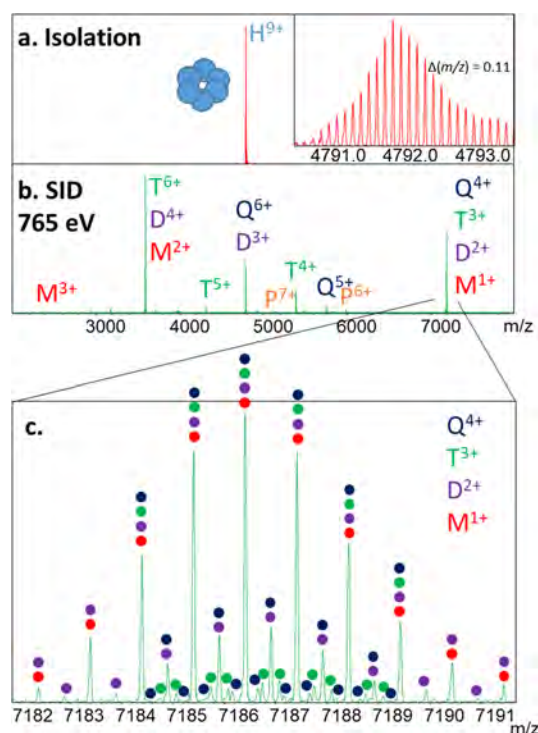 a. Isolation
H9+
Δ(m/z) = 0.11
4791.0 4792.0 4793.0
b. SID
765 eV
T6+
D4+
M2+
M3+
T5+
Q6+
D3+
P7+
T4+
Q5+
P6+
Q4+
T3+
D2+
M1+
3000 4000 5000 6000 7000 m/z
c.
Q4+
T3+
D2+
M1+
7182 7183 7184 7185 7186 7187 7188 7189 7190 7191
m/z